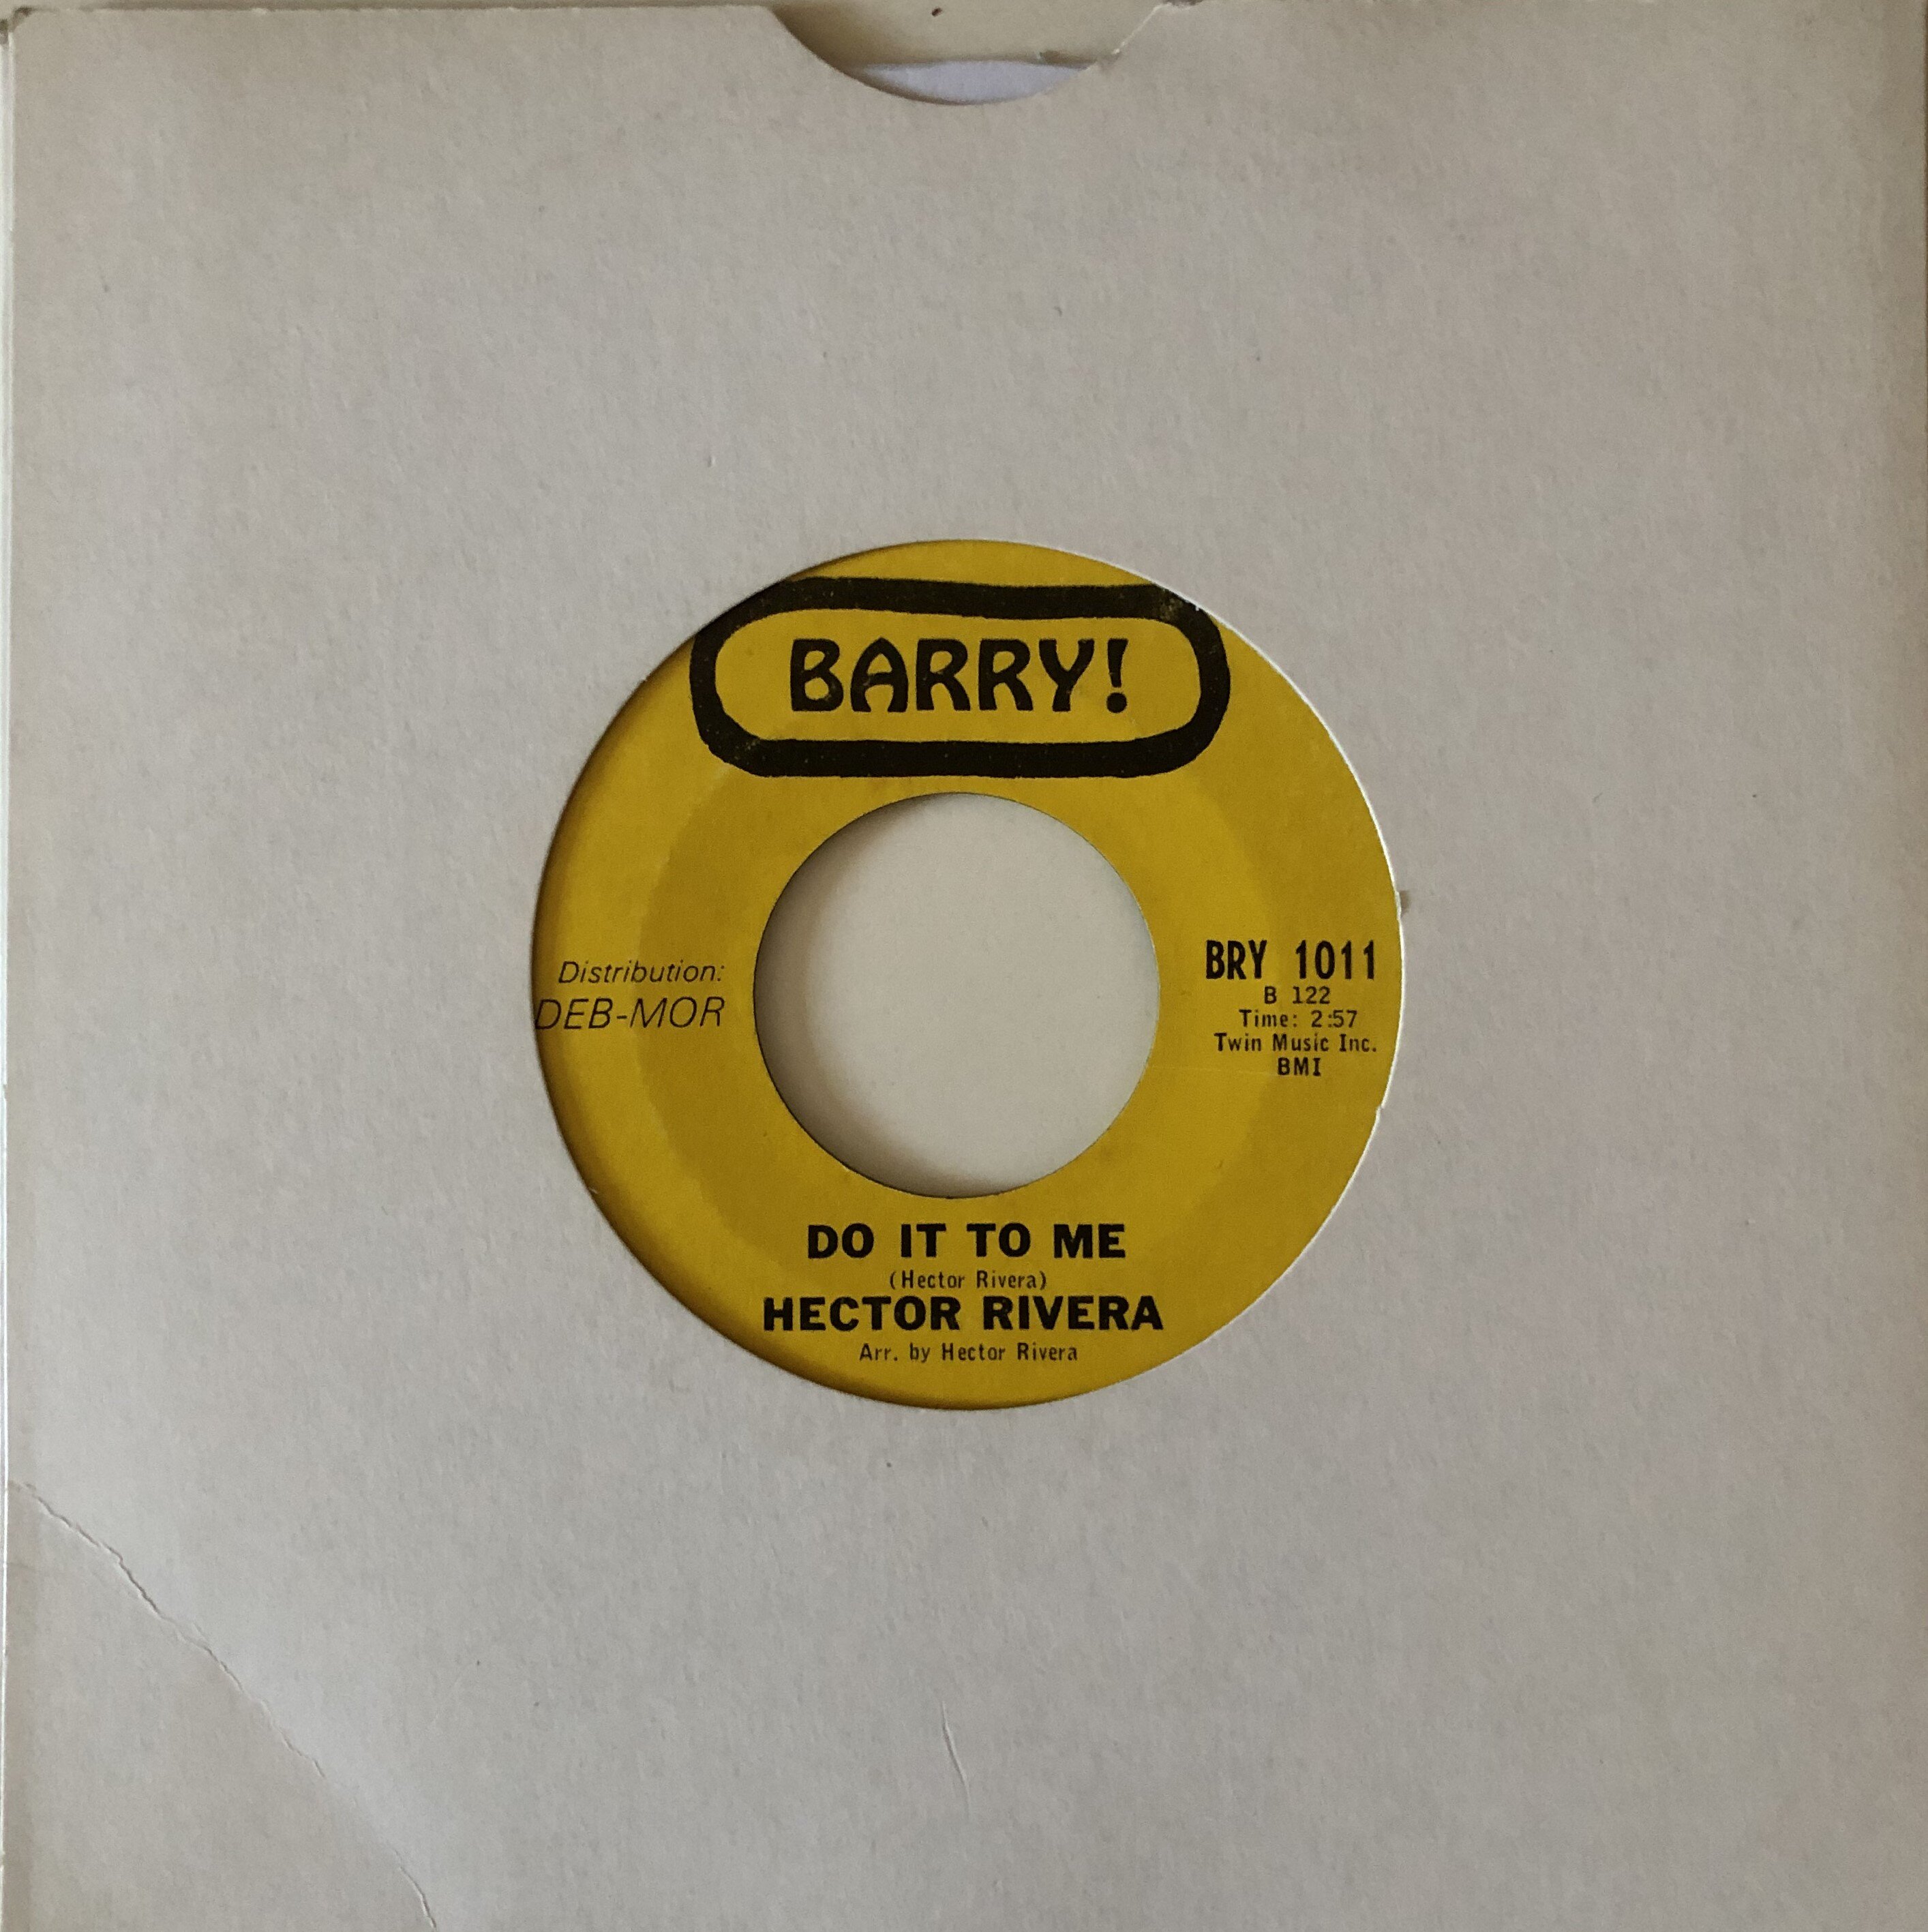 BARRY!
Distribution:
DEB-MOR
BRY 1011
B 122
Time: 2:57
Twin Music Inc.
BMI
DO IT TO ME
(Hector Rivera)
HECTOR RIVERA
Arr. by Hector Rivera